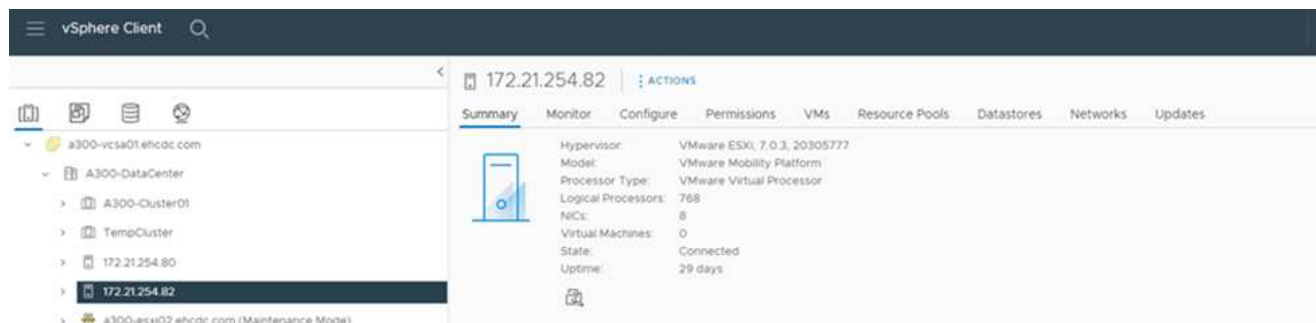 vSphere Client
172.21.254.82 ACTIONS
Summary Monitor Configure Permissions VMs Resource Pools Datastores Networks Updates
a300-vcsa01.ehcdc.com
A300-DataCenter
A300-Cluster01
TempCluster
172.21.254.80
172.21.254.82
a300-esxi02.ehcdc.com (Maintenance Mode)
Hypervisor: VMware ESXi, 7.0.3, 20305777
Model: VMware Mobility Platform
Processor Type: VMware Virtual Processor
Logical Processors: 768
NICs: 8
Virtual Machines: 0
State: Connected
Uptime: 29 days